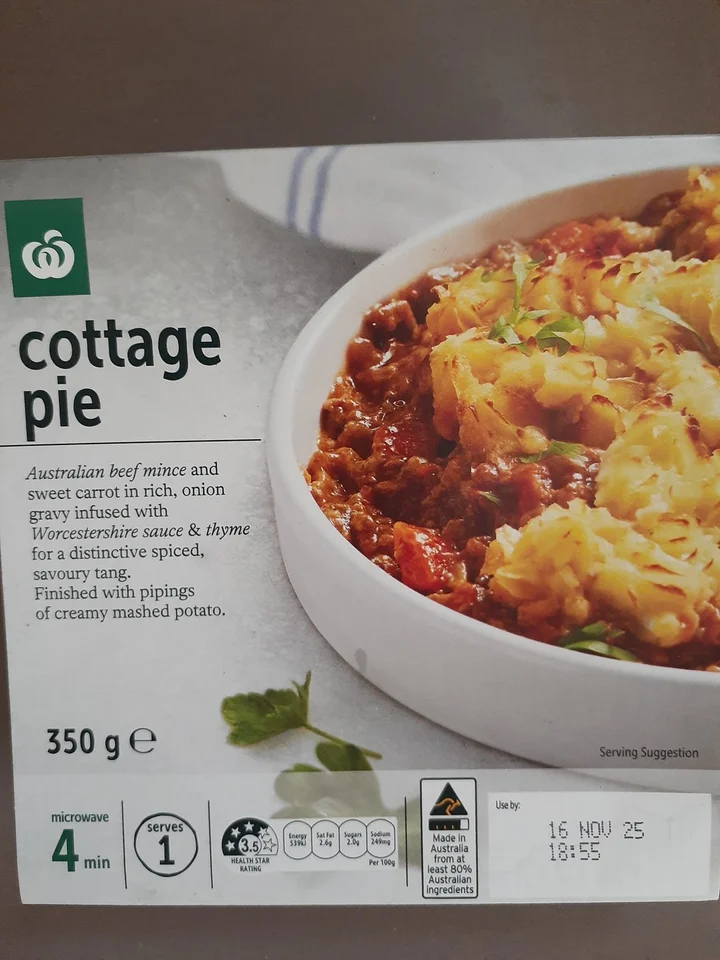 cottage
pie
Australian beef mince and
sweet carrot in rich, onion
gravy infused with
Worcestershire sauce & thyme
for a distinctive spiced,
savoury tang.
Finished with pipings
of creamy mashed potato.
350 g ℮
Serving Suggestion
microwave
4 min
serves
1
3.5
HEALTH STAR
RATING
Energy
539kJ
Sat Fat
2.6g
Sugars
2.0g
Sodium
249mg
Per 100g
Made in
Australia
from at
least 80%
Australian
ingredients
Use by:
16 NOV 25
18:55